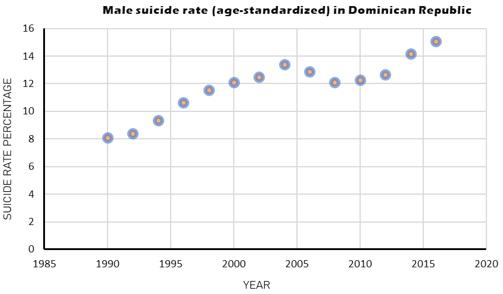 Male suicide rate (age-standardized) in Dominican Republic
16
14
12
10
8
6
4
2
0
SUICIDE RATE PERCENTAGE
1985 1990 1995 2000 2005 2010 2015 2020
YEAR